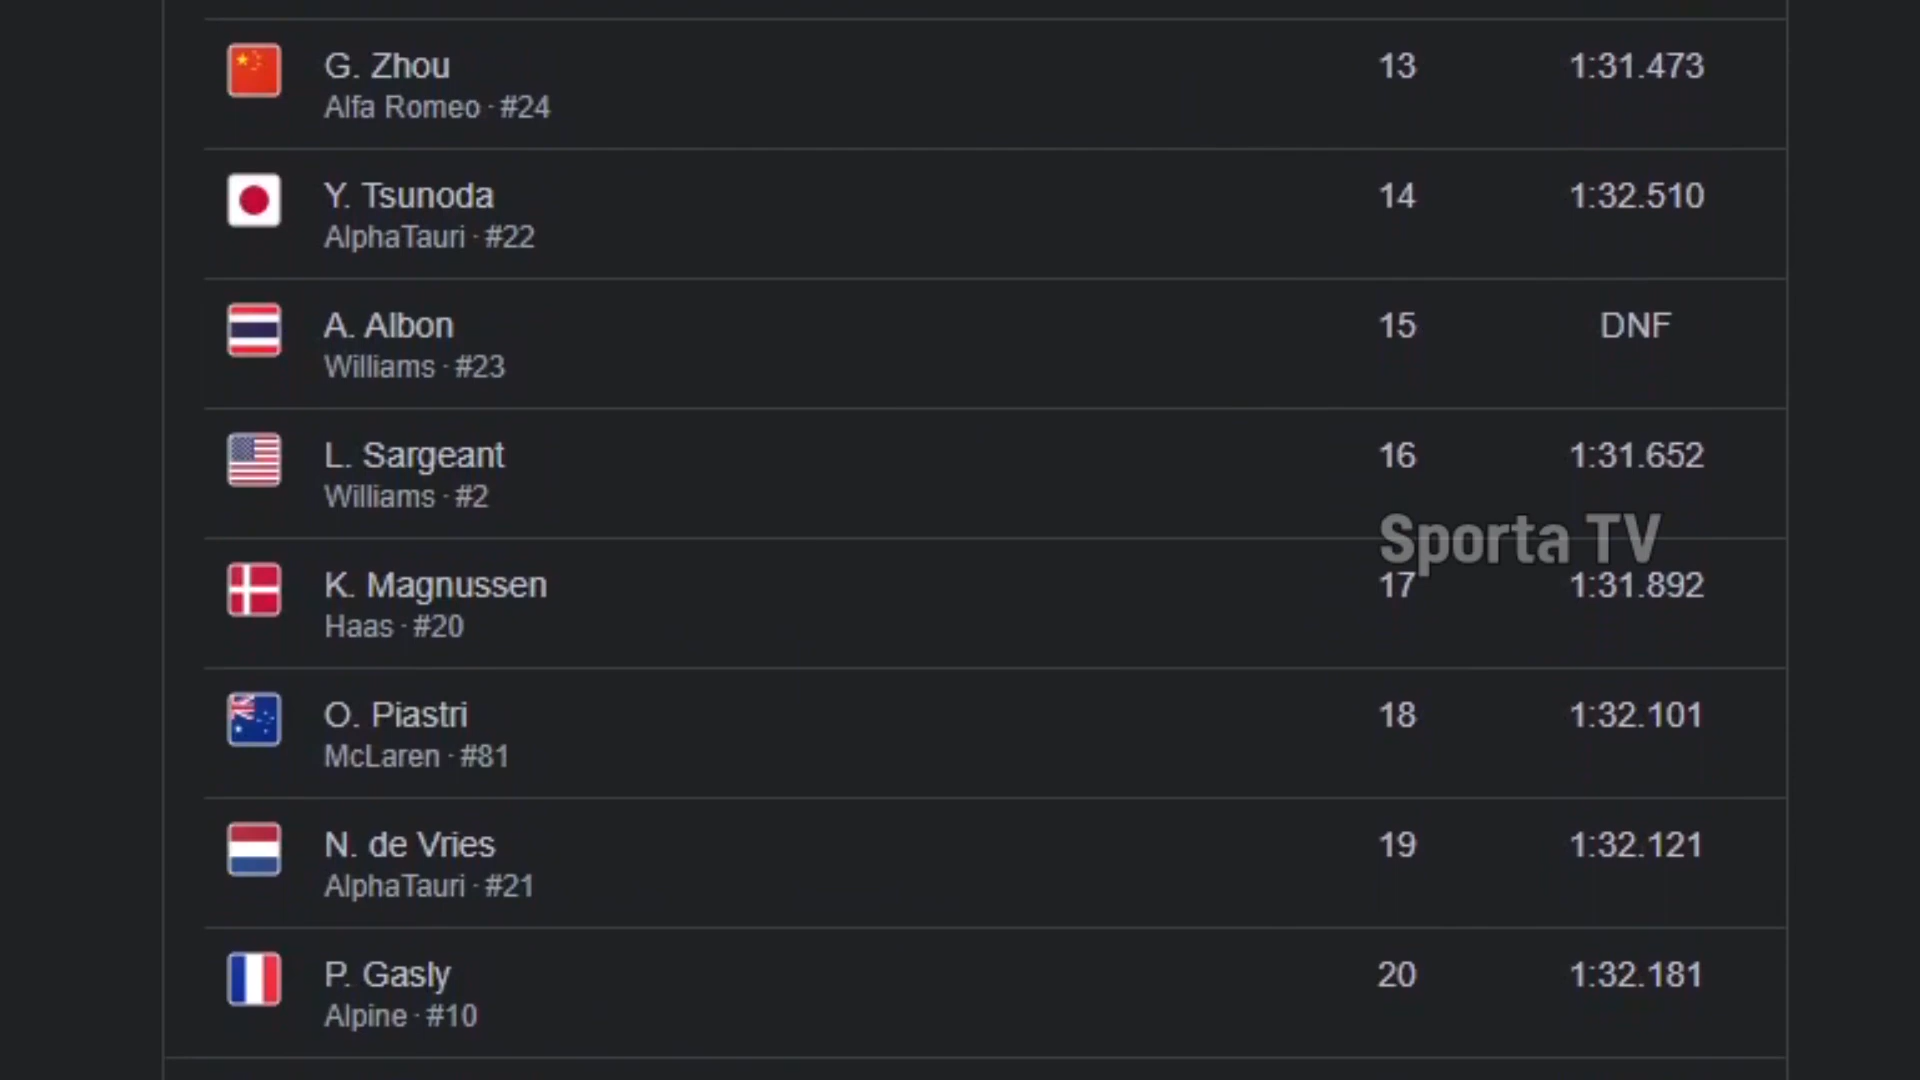 G. Zhou 13 1:31.473
Alfa Romeo · #24
Y. Tsunoda 14 1:32.510
AlphaTauri · #22
A. Albon 15 DNF
Williams · #23
L. Sargeant 16 1:31.652
Williams · #2
Sporta TV
K. Magnussen 17 1:31.892
Haas · #20
O. Piastri 18 1:32.101
McLaren · #81
N. de Vries 19 1:32.121
AlphaTauri · #21
P. Gasly 20 1:32.181
Alpine · #10